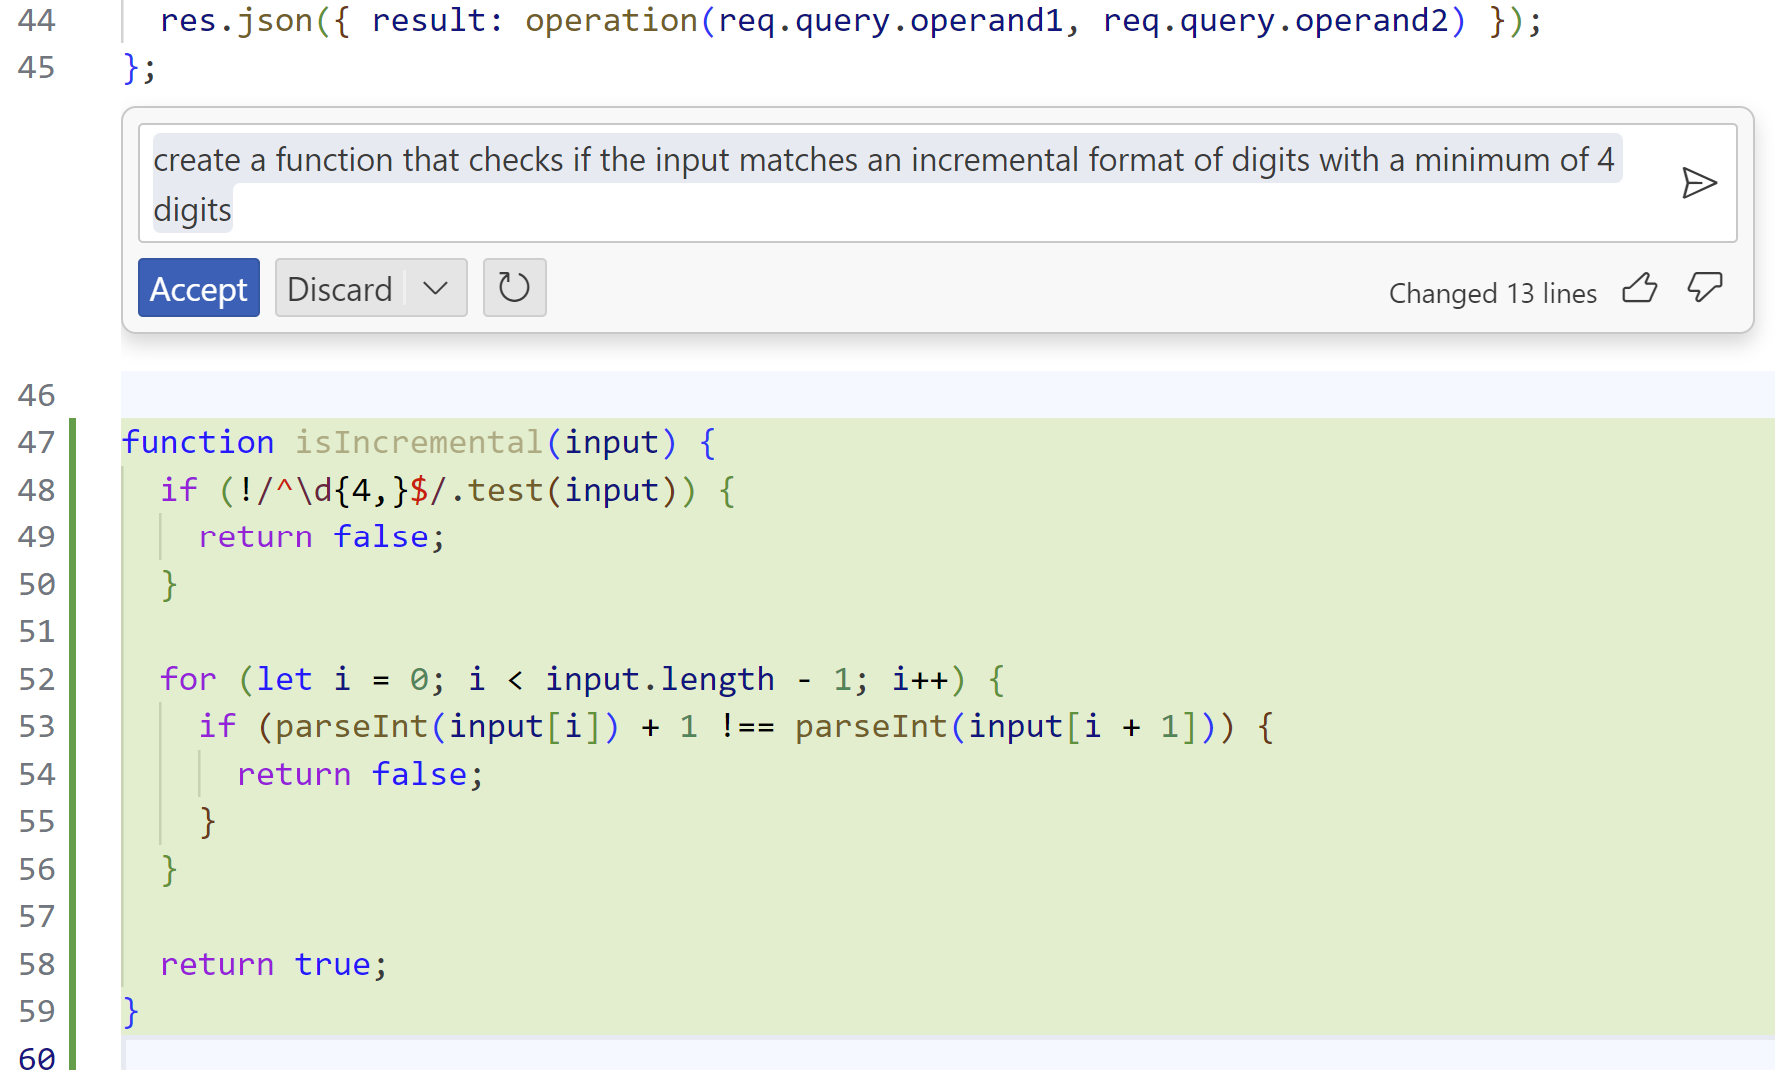 44 res.json({ result: operation(req.query.operand1, req.query.operand2) });
45 };
create a function that checks if the input matches an incremental format of digits with a minimum of 4
digits
Accept Discard Changed 13 lines
46
47 function isIncremental(input) {
48 if (!/^\d{4,}$/.test(input)) {
49 return false;
50 }
51
52 for (let i = 0; i < input.length - 1; i++) {
53 if (parseInt(input[i]) + 1 !== parseInt(input[i + 1])) {
54 return false;
55 }
56 }
57
58 return true;
59 }
60